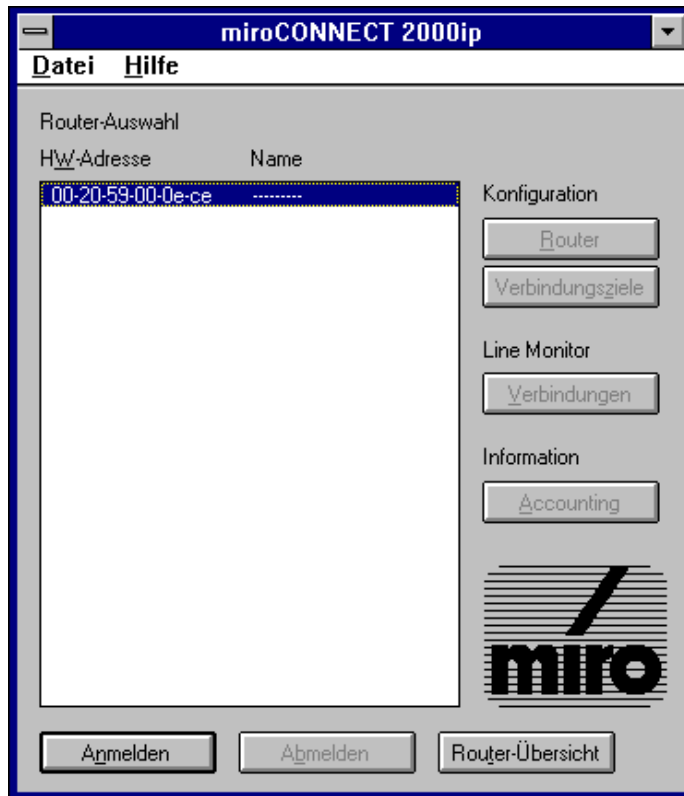 miroCONNECT 2000ip
Datei Hilfe
Router-Auswahl
HW-Adresse Name
00-20-59-00-0e-ce ---------
Konfiguration
Router
Verbindungsziele
Line Monitor
Verbindungen
Information
Accounting
miro
Anmelden Abmelden Router-Übersicht